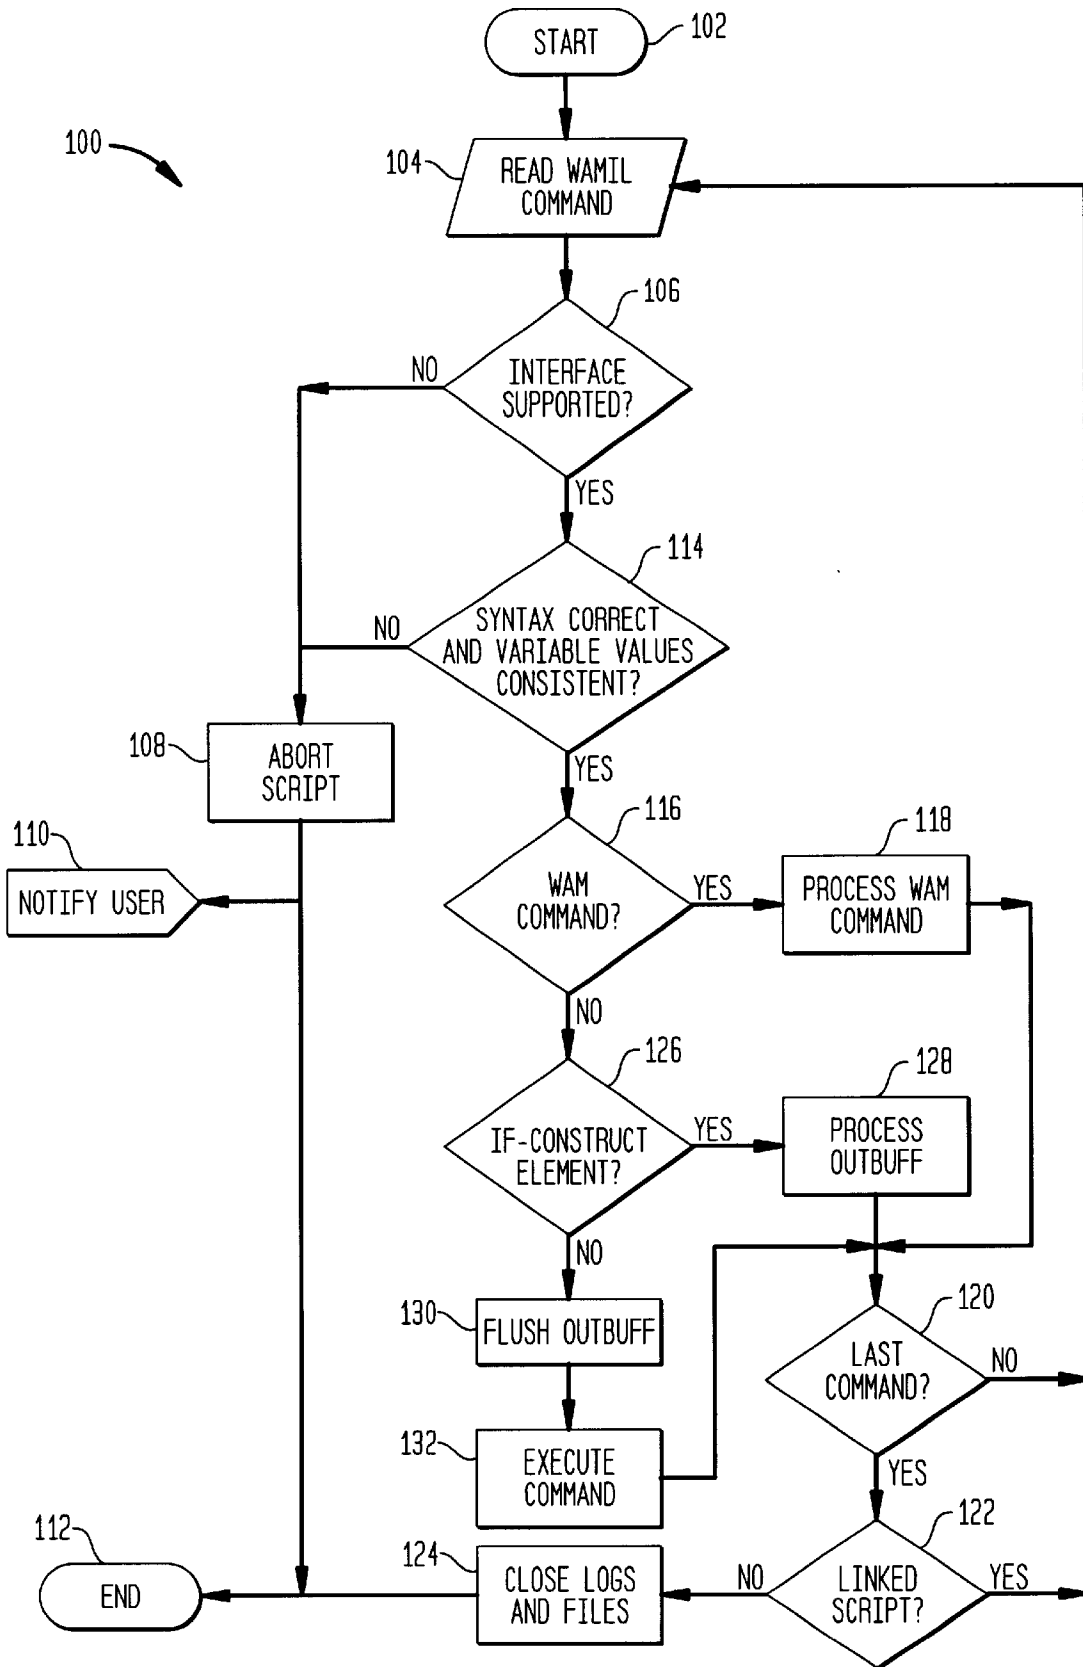 START
102
100
104
READ WAMIL
COMMAND
106
INTERFACE
SUPPORTED?
NO
YES
114
SYNTAX CORRECT
AND VARIABLE VALUES
CONSISTENT?
NO
YES
108
ABORT
SCRIPT
110
NOTIFY USER
116
WAM
COMMAND?
YES
118
PROCESS WAM
COMMAND
NO
126
IF-CONSTRUCT
ELEMENT?
YES
128
PROCESS
OUTBUFF
NO
130
FLUSH OUTBUFF
120
LAST
COMMAND?
NO
132
EXECUTE
COMMAND
YES
112
END
124
CLOSE LOGS
AND FILES
NO
122
LINKED
SCRIPT?
YES